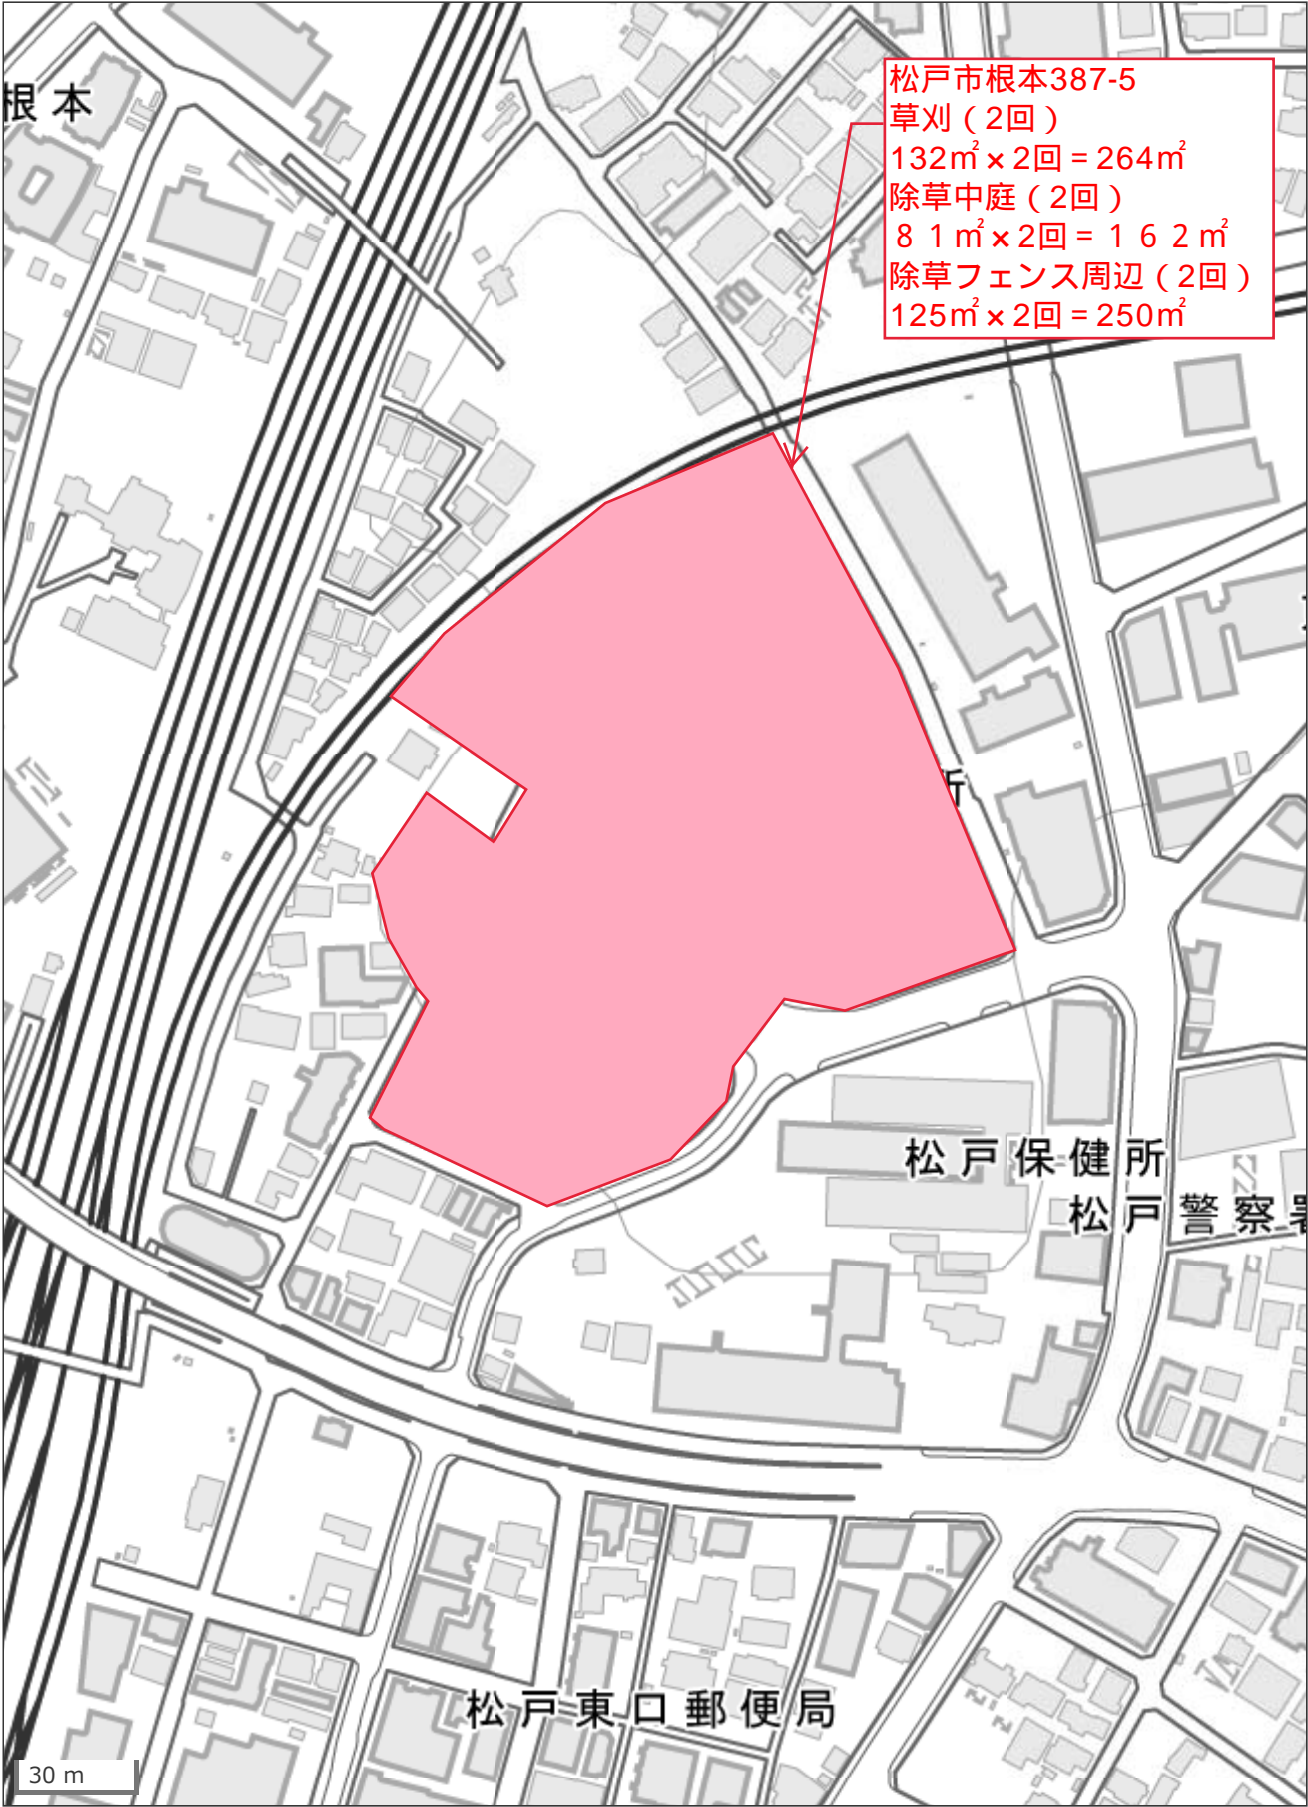 根本
松戸市根本387-5
草刈（2回）
132㎡×2回＝264㎡
除草中庭（2回）
８１㎡×2回＝１６２㎡
除草フェンス周辺（2回）
125㎡×2回＝250㎡
所
松戸保健所
松戸警察署
松戸東口郵便局
30 m